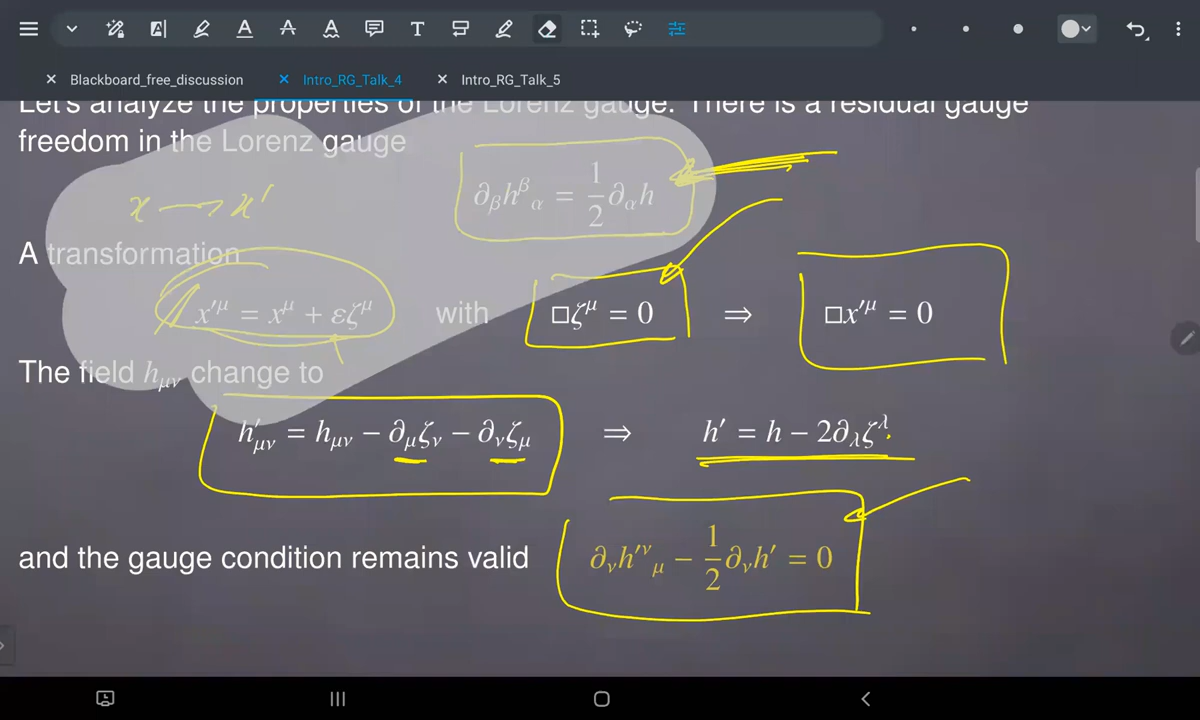 Blackboard_free_discussion Intro_RG_Talk_4 Intro_RG_Talk_5
Let's analyze the properties of the Lorenz gauge. There is a residual gauge
freedom in the Lorenz gauge
∂_β h^β_α = 1/2 ∂_α h
x → x'
A transformation
x'^μ = x^μ + εζ^μ with □ζ^μ = 0 ⇒ □x'^μ = 0
The field h_μν change to
h'_μν = h_μν − ∂_μζ_ν − ∂_νζ_μ ⇒ h' = h − 2∂_λζ^λ.
and the gauge condition remains valid ∂_ν h'^ν_μ − 1/2 ∂_ν h' = 0